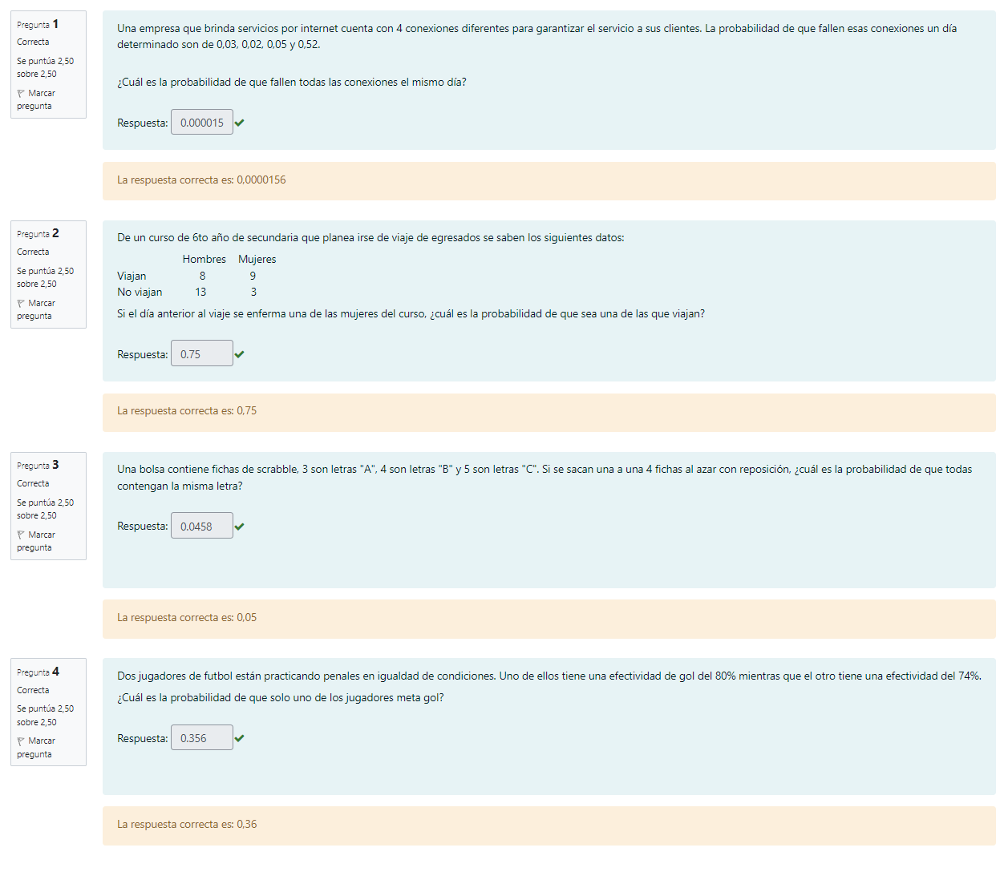 Pregunta 1
Correcta
Se puntúa 2,50
sobre 2,50
Marcar
pregunta
Una empresa que brinda servicios por internet cuenta con 4 conexiones diferentes para garantizar el servicio a sus clientes. La probabilidad de que fallen esas conexiones un día
determinado son de 0,03, 0,02, 0,05 y 0,52.
¿Cuál es la probabilidad de que fallen todas las conexiones el mismo día?
Respuesta: 0.000015
La respuesta correcta es: 0,0000156
Pregunta 2
Correcta
Se puntúa 2,50
sobre 2,50
Marcar
pregunta
De un curso de 6to año de secundaria que planea irse de viaje de egresados se saben los siguientes datos:
Hombres Mujeres
Viajan 8 9
No viajan 13 3
Si el día anterior al viaje se enferma una de las mujeres del curso, ¿cuál es la probabilidad de que sea una de las que viajan?
Respuesta: 0.75
La respuesta correcta es: 0,75
Pregunta 3
Correcta
Se puntúa 2,50
sobre 2,50
Marcar
pregunta
Una bolsa contiene fichas de scrabble, 3 son letras "A", 4 son letras "B" y 5 son letras "C". Si se sacan una a una 4 fichas al azar con reposición, ¿cuál es la probabilidad de que todas
contengan la misma letra?
Respuesta: 0.0458
La respuesta correcta es: 0,05
Pregunta 4
Correcta
Se puntúa 2,50
sobre 2,50
Marcar
pregunta
Dos jugadores de futbol están practicando penales en igualdad de condiciones. Uno de ellos tiene una efectividad de gol del 80% mientras que el otro tiene una efectividad del 74%.
¿Cuál es la probabilidad de que solo uno de los jugadores meta gol?
Respuesta: 0.356
La respuesta correcta es: 0,36